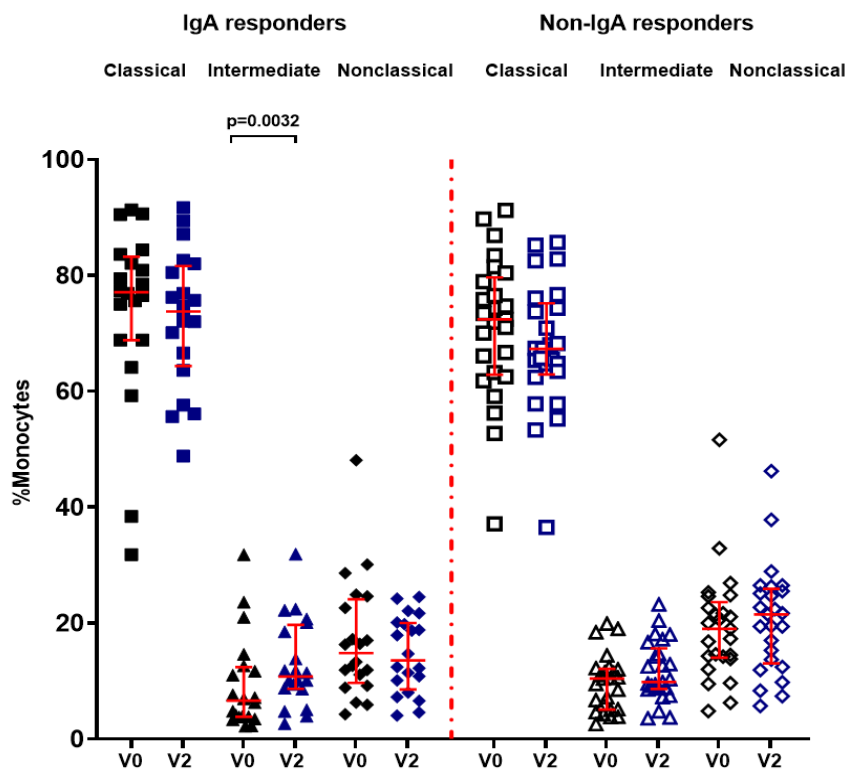 IgA responders Non-IgA responders
Classical Intermediate Nonclassical Classical Intermediate Nonclassical
p=0.0032
100
80
60
40
20
0
%Monocytes
V0 V2 V0 V2 V0 V2 V0 V2 V0 V2 V0 V2